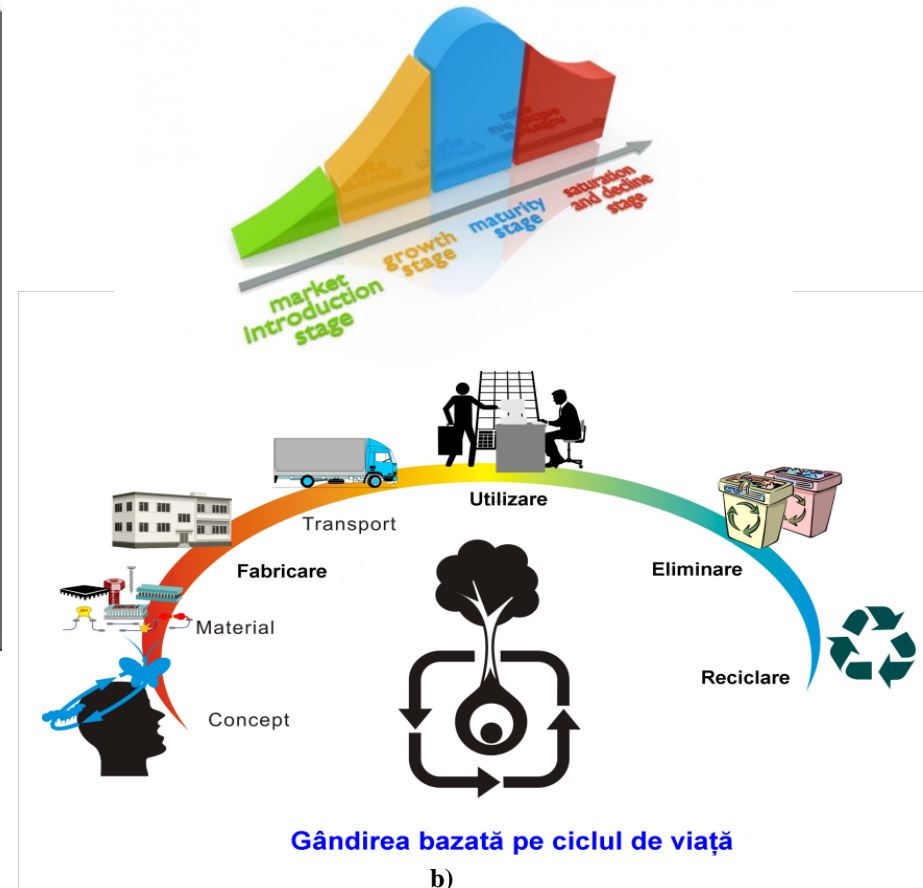 market
introduction
stage
growth
stage
maturity
stage
saturation
and decline
stage
Utilizare
Transport
Fabricare
Eliminare
Material
Reciclare
Concept
Gândirea bazată pe ciclul de viață
b)